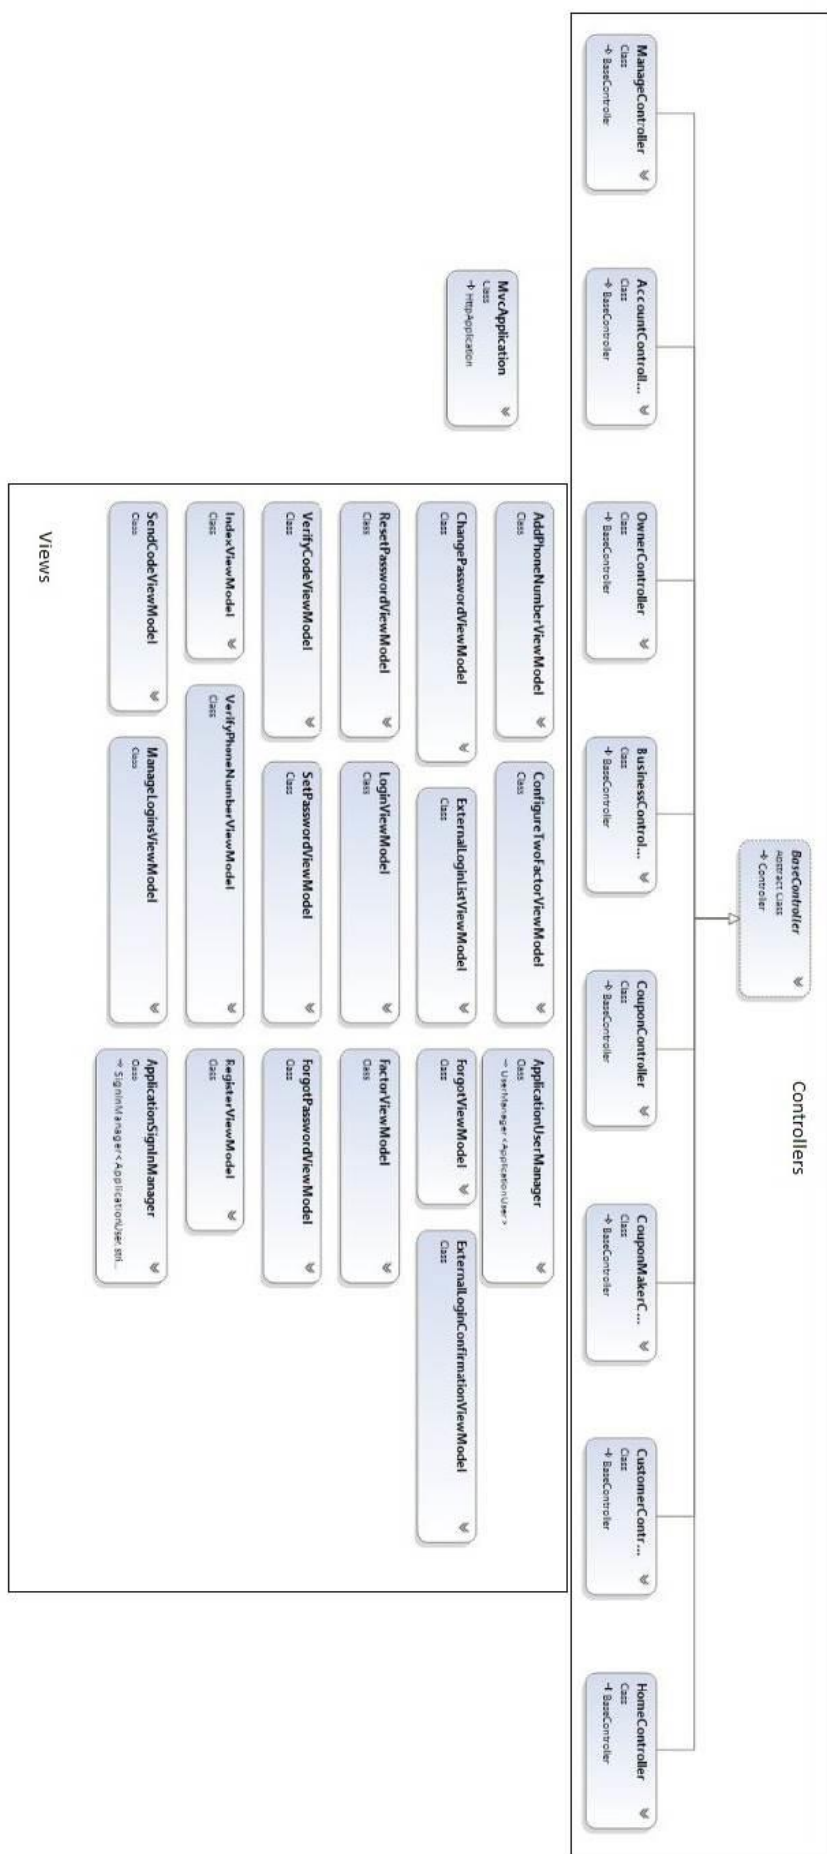 Controllers
BaseController
Abstract Class
Controller
ManageController
Class
BaseController
AccountControll...
Class
BaseController
OwnerController
Class
BaseController
BusinessControl...
Class
BaseController
CouponController
Class
BaseController
CouponMakerC...
Class
BaseController
CustomerContr...
Class
BaseController
HomeController
Class
BaseController
MvcApplication
Class
HttpApplication
AddPhoneNumberViewModel
Class
ConfigureTwoFactorViewModel
Class
ApplicationUserManager
Class
UserManager<ApplicationUser>
ChangePasswordViewModel
Class
ExternalLoginListViewModel
Class
ForgotViewModel
Class
ExternalLoginConfirmationViewModel
Class
ResetPasswordViewModel
Class
LoginViewModel
Class
FactorViewModel
Class
VerifyCodeViewModel
Class
SetPasswordViewModel
Class
ForgotPasswordViewModel
Class
IndexViewModel
Class
VerifyPhoneNumberViewModel
Class
RegisterViewModel
Class
SendCodeViewModel
Class
ManageLoginsViewModel
Class
ApplicationSignInManager
Class
SignInManager<ApplicationUser, stri...
Views